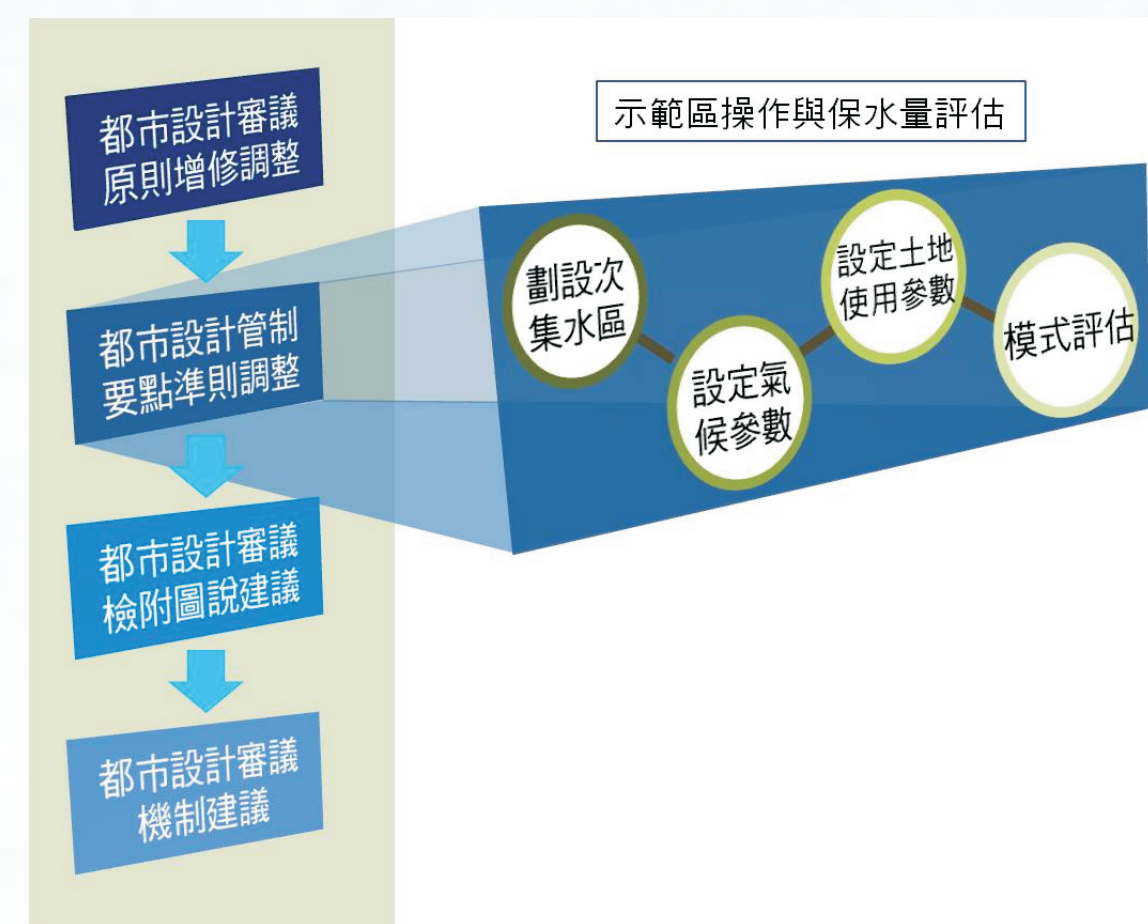 都市設計審議
原則增修調整
都市設計管制
要點準則調整
都市設計審議
檢附圖說建議
都市設計審議
機制建議
示範區操作與保水量評估
劃設次
集水區
設定氣
候參數
設定土地
使用參數
模式評估